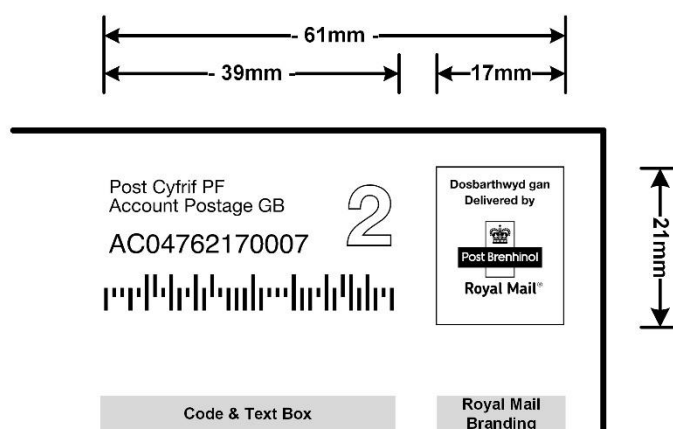 - 61mm -
- 39mm -
17mm
Post Cyfrif PF
Account Postage GB
2
AC04762170007
Dosbarthwyd gan
Delivered by
Post Brenhinol
Royal Mail®
21mm
Code & Text Box
Royal Mail
Branding